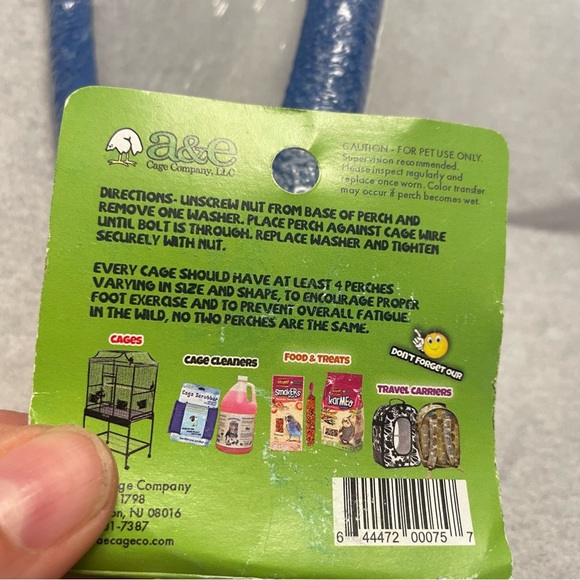 a&e
Cage Company, LLC
CAUTION - FOR PET USE ONLY.
Supervision recommended.
Please inspect regularly and
replace once worn. Color transfer
may occur if perch becomes wet.
DIRECTIONS- UNSCREW NUT FROM BASE OF PERCH AND
REMOVE ONE WASHER. PLACE PERCH AGAINST CAGE WIRE
UNTIL BOLT IS THROUGH. REPLACE WASHER AND TIGHTEN
SECURELY WITH NUT.
EVERY CAGE SHOULD HAVE AT LEAST 4 PERCHES
VARYING IN SIZE AND SHAPE, TO ENCOURAGE PROPER
FOOT EXERCISE AND TO PREVENT OVERALL FATIGUE.
IN THE WILD, NO TWO PERCHES ARE THE SAME.
DON'T FORGET OUR
CAGES
CAGE CLEANERS
FOOD & TREATS
TRAVEL CARRIERS
Cage Scrubber
SMAKERS
KARMEO
ge Company
1798
on, NJ 08016
1-7387
aecageco.com
6 44472 00075 7